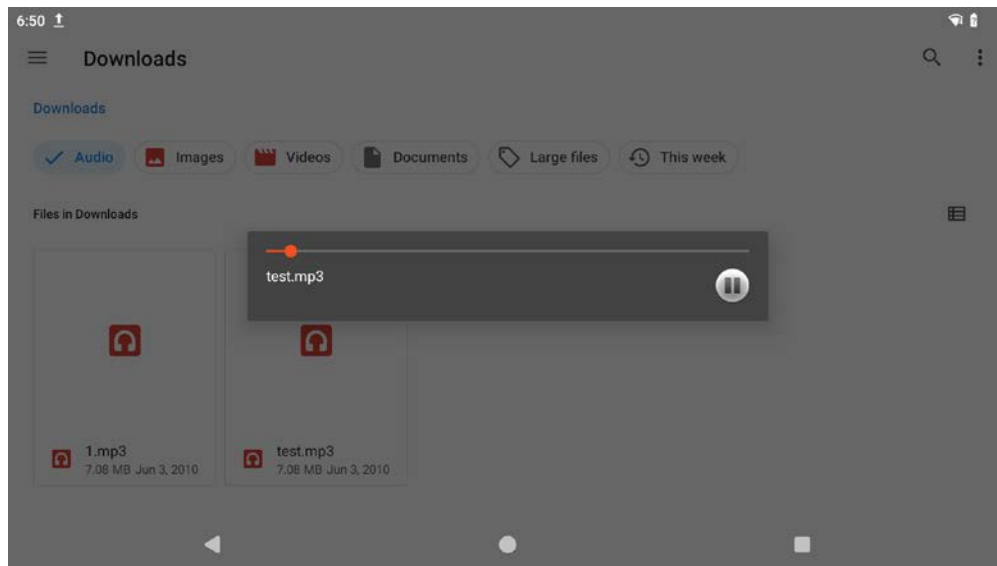 6:50
Downloads
Downloads
Audio Images Videos Documents Large files This week
Files in Downloads
test.mp3
1.mp3 test.mp3
7.08 MB Jun 3, 2010 7.08 MB Jun 3, 2010